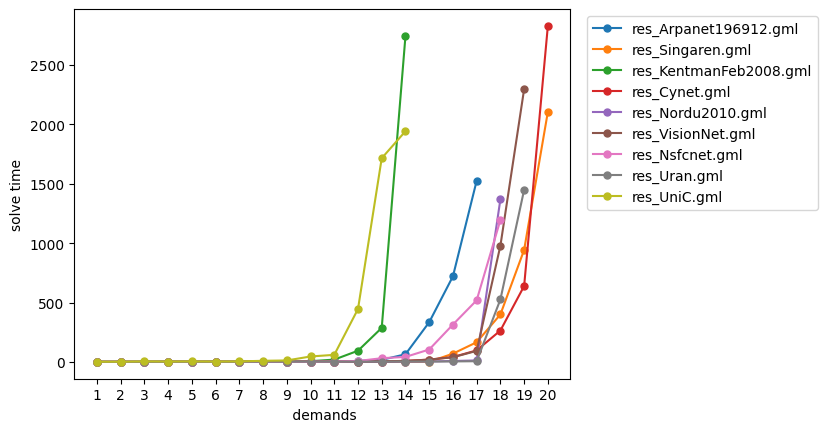 2500
2000
1500
1000
500
0
solve time
1 2 3 4 5 6 7 8 9 10 11 12 13 14 15 16 17 18 19 20
demands
res_Arpanet196912.gml
res_Singaren.gml
res_KentmanFeb2008.gml
res_Cynet.gml
res_Nordu2010.gml
res_VisionNet.gml
res_Nsfcnet.gml
res_Uran.gml
res_UniC.gml